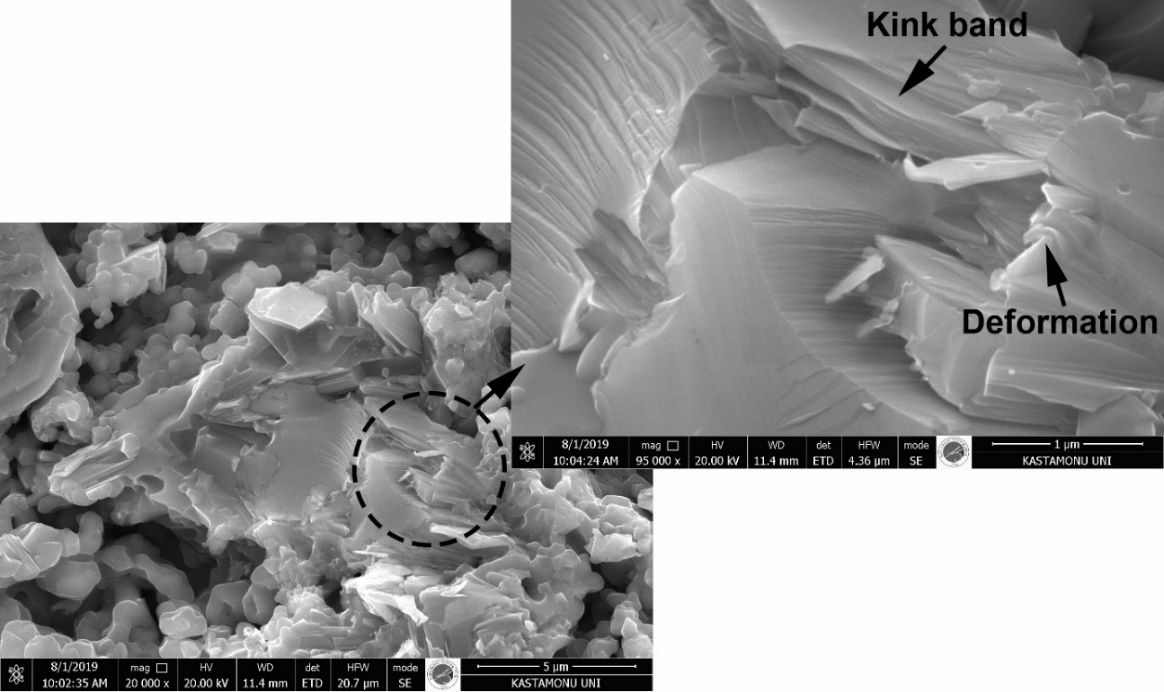 Kink band
Deformation
8/1/2019 mag HV WD det HFW mode 1 µm
10:04:24 AM 95 000 x 20.00 kV 11.4 mm ETD 4.36 µm SE KASTAMONU UNI
8/1/2019 mag HV WD det HFW mode 5 µm
10:02:35 AM 20 000 x 20.00 kV 11.4 mm ETD 20.7 µm SE KASTAMONU UNI